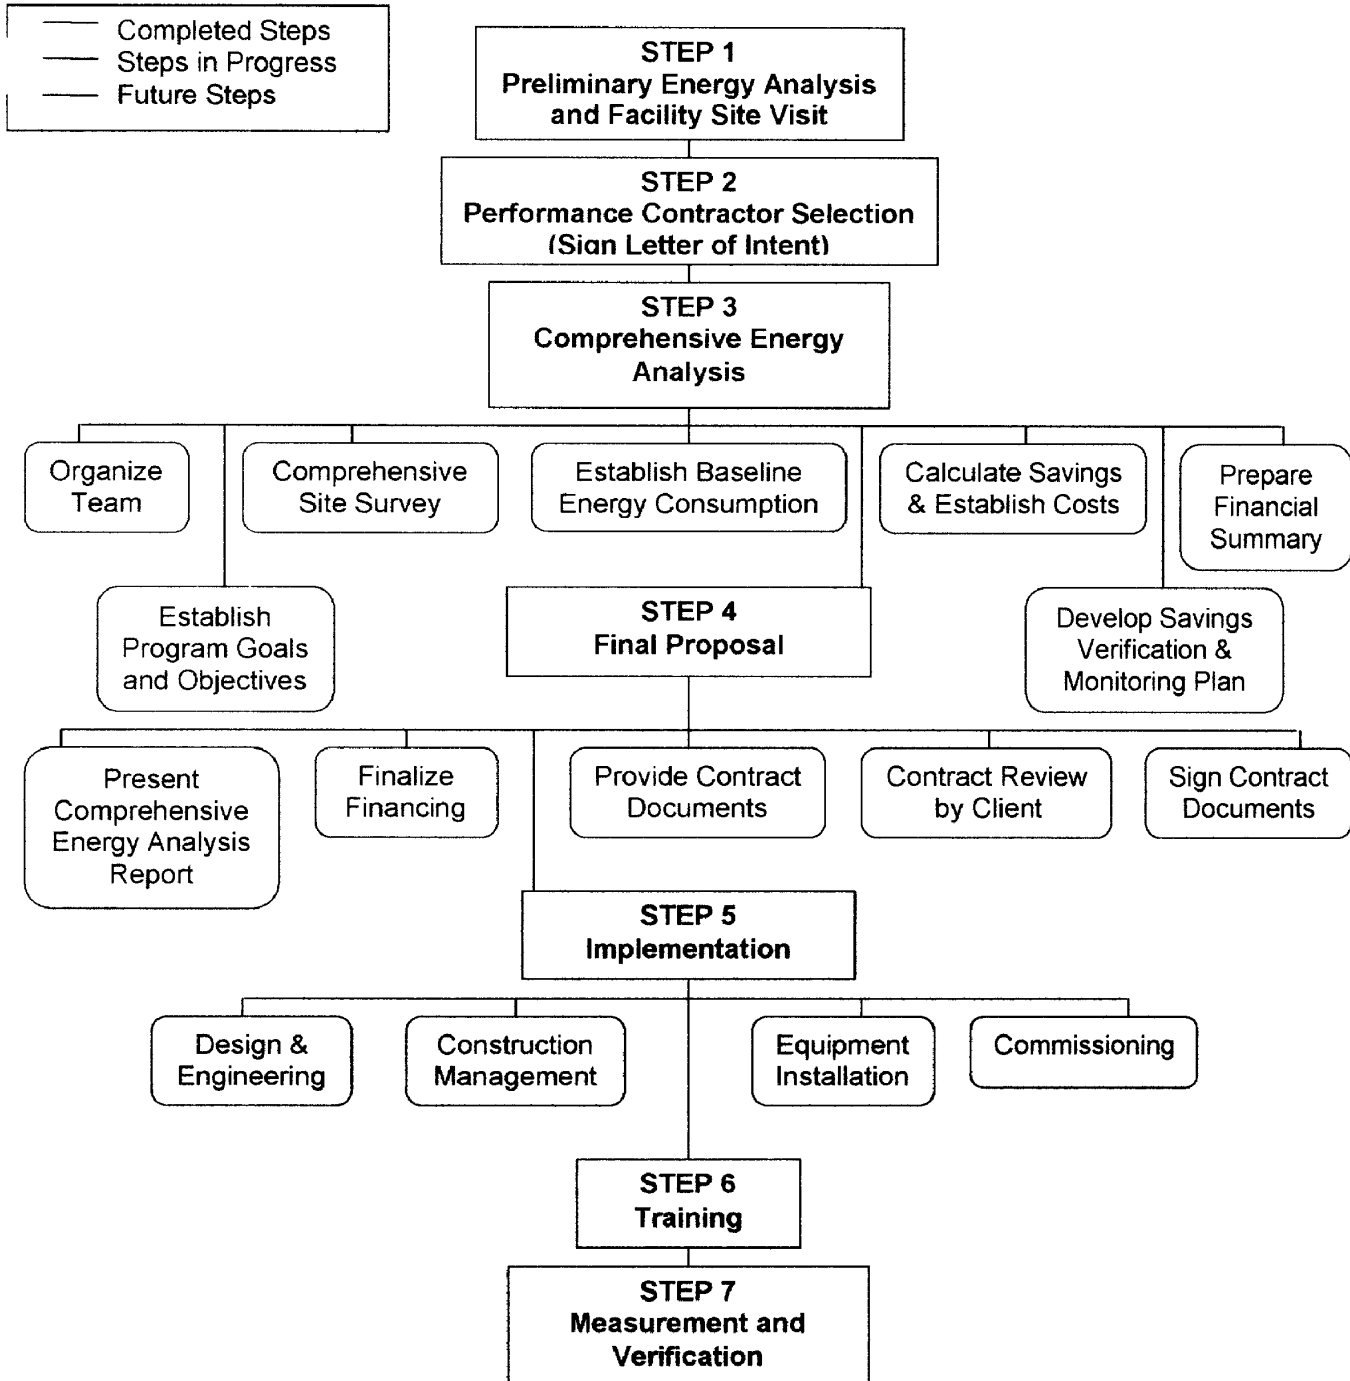 Completed Steps
Steps in Progress
Future Steps
STEP 1
Preliminary Energy Analysis
and Facility Site Visit
STEP 2
Performance Contractor Selection
(Sign Letter of Intent)
STEP 3
Comprehensive Energy
Analysis
Organize
Team
Comprehensive
Site Survey
Establish Baseline
Energy Consumption
Calculate Savings
& Establish Costs
Prepare
Financial
Summary
Establish
Program Goals
and Objectives
STEP 4
Final Proposal
Develop Savings
Verification &
Monitoring Plan
Present
Comprehensive
Energy Analysis
Report
Finalize
Financing
Provide Contract
Documents
Contract Review
by Client
Sign Contract
Documents
STEP 5
Implementation
Design &
Engineering
Construction
Management
Equipment
Installation
Commissioning
STEP 6
Training
STEP 7
Measurement and
Verification